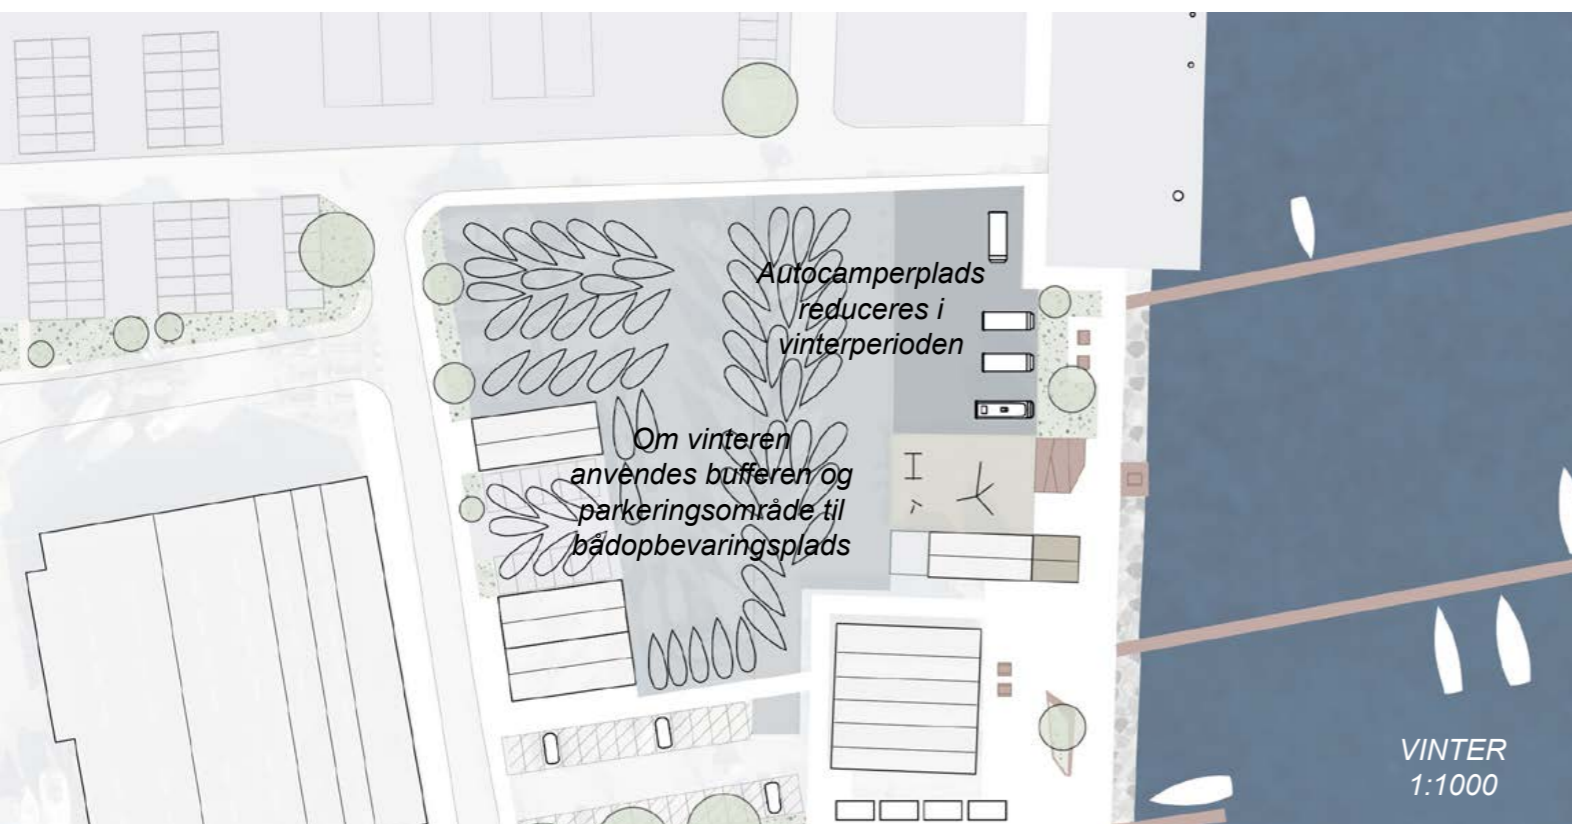 Autocamperplads
reduceres i
vinterperioden
Om vinteren
anvendes bufferen og
parkeringsområde til
bådopbevaringsplads
VINTER
1:1000